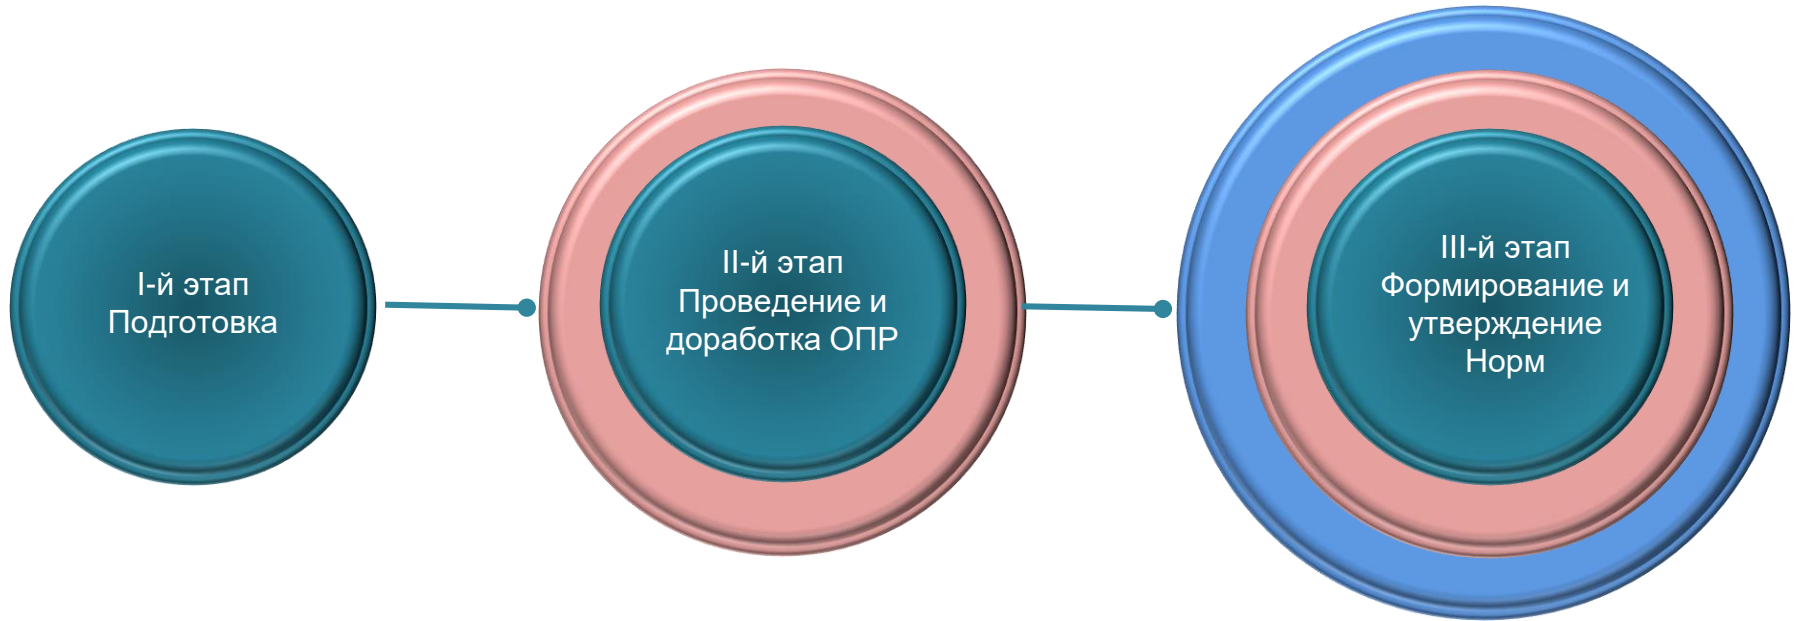 I-й этап
Подготовка
II-й этап
Проведение и
доработка ОПР
III-й этап
Формирование и
утверждение
Норм